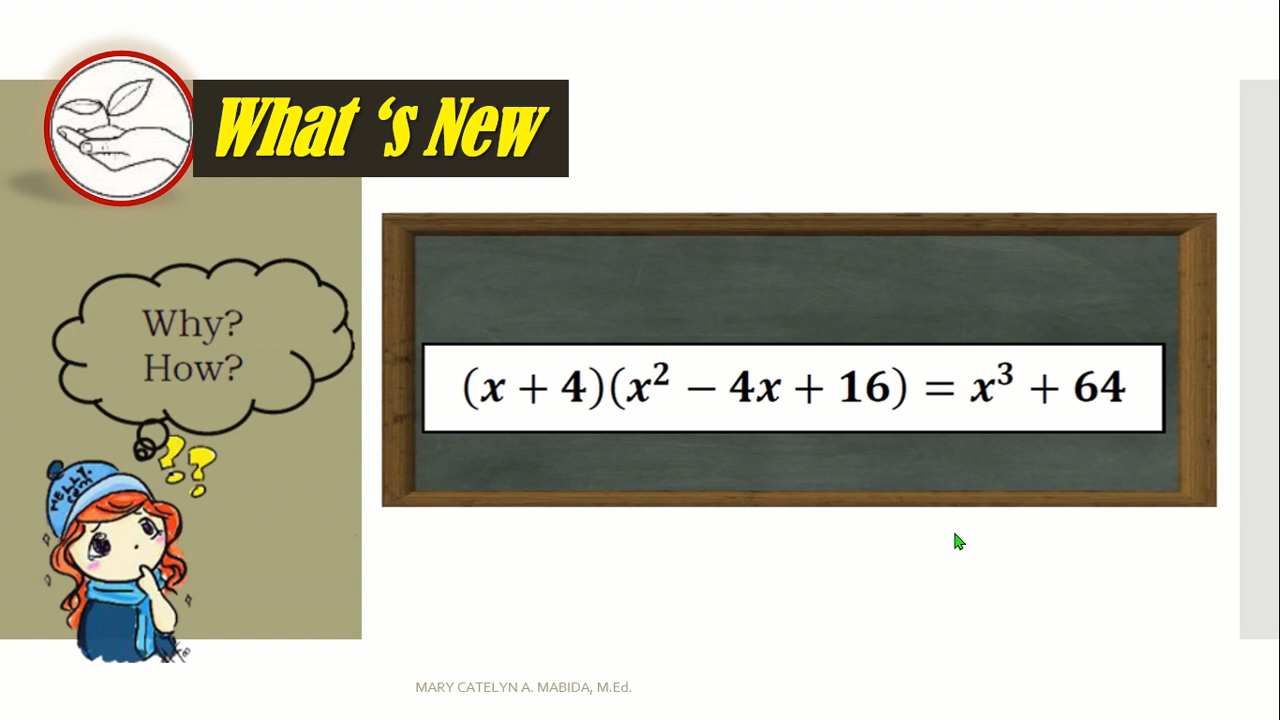 What ‘s New
Why?
How?
(x + 4)(x² − 4x + 16) = x³ + 64
MARY CATELYN A. MABIDA, M.Ed.